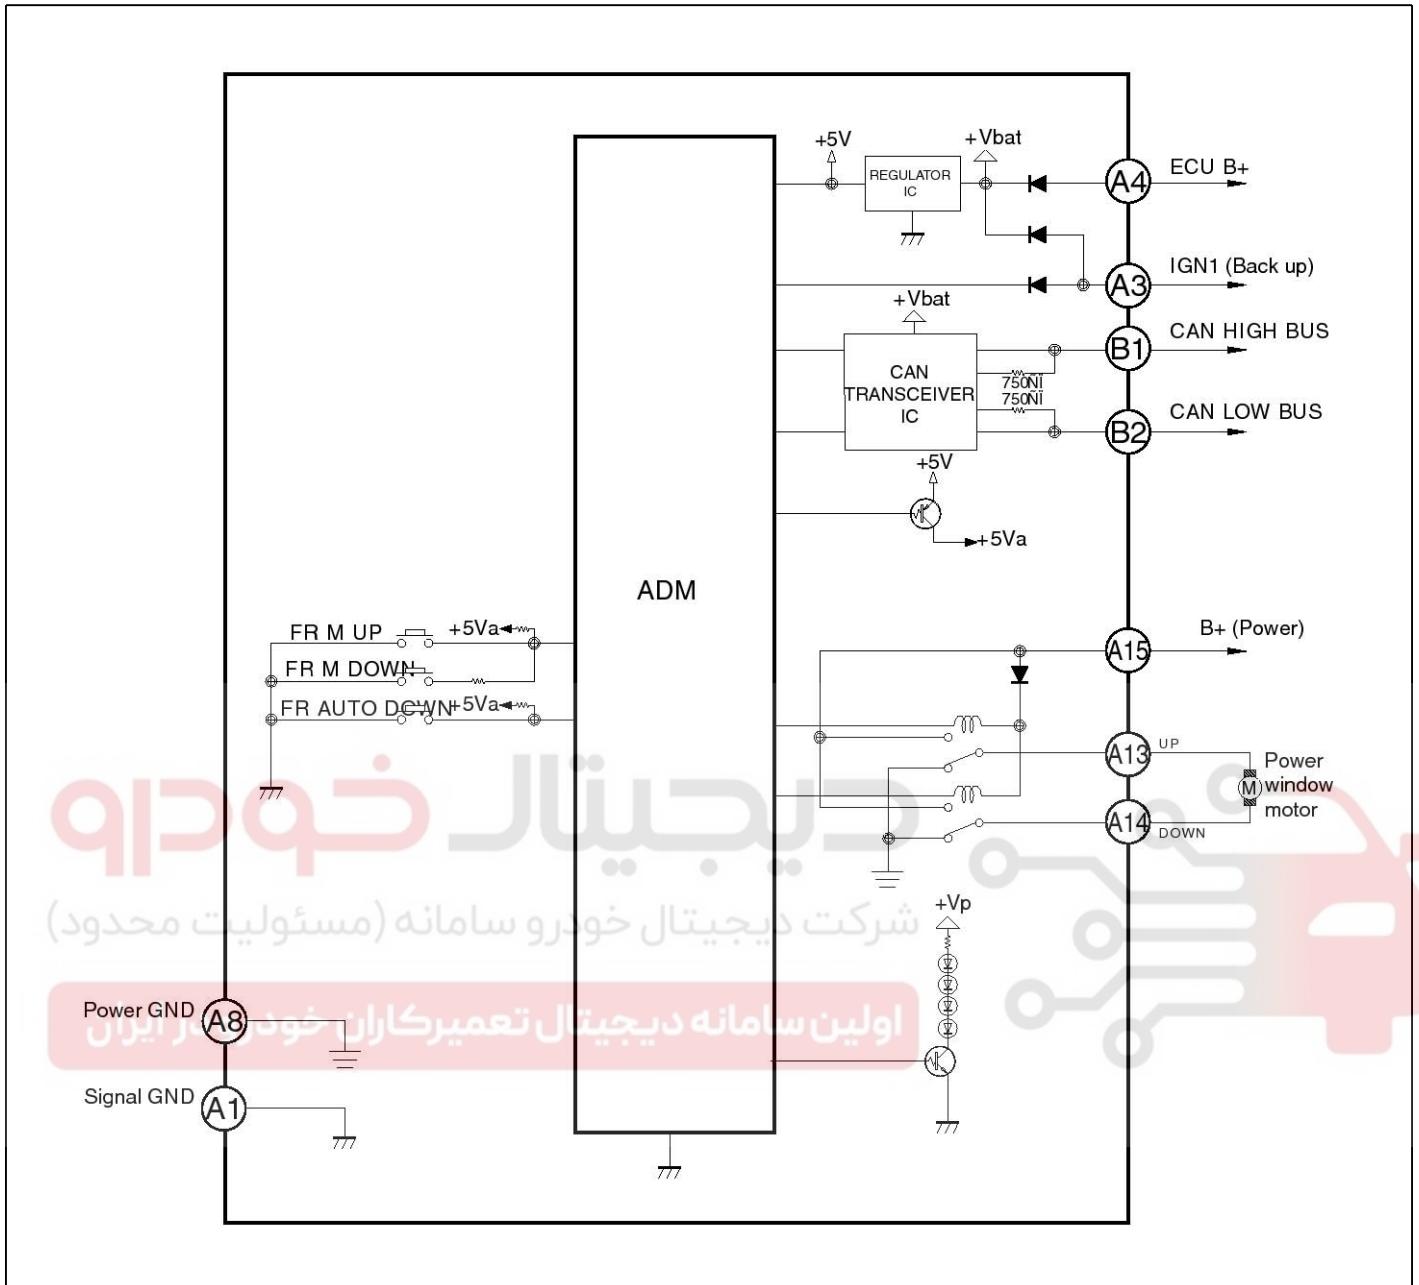 +5V
+Vbat
REGULATOR
IC
A4
ECU B+
A3
IGN1 (Back up)
+Vbat
CAN
TRANSCEIVER
IC
750ÑÏ
750ÑÏ
B1
CAN HIGH BUS
B2
CAN LOW BUS
+5V
+5Va
ADM
FR M UP
+5Va
FR M DOWN
FR AUTO DOWN
+5Va
A15
B+ (Power)
A13
UP
A14
DOWN
M
Power
window
motor
دیجیتال خودرو
شرکت دیجیتال خودرو سامانه (مسئولیت محدود)
اولین سامانه دیجیتال تعمیرکاران خودرو در ایران
+Vp
Power GND
A8
Signal GND
A1